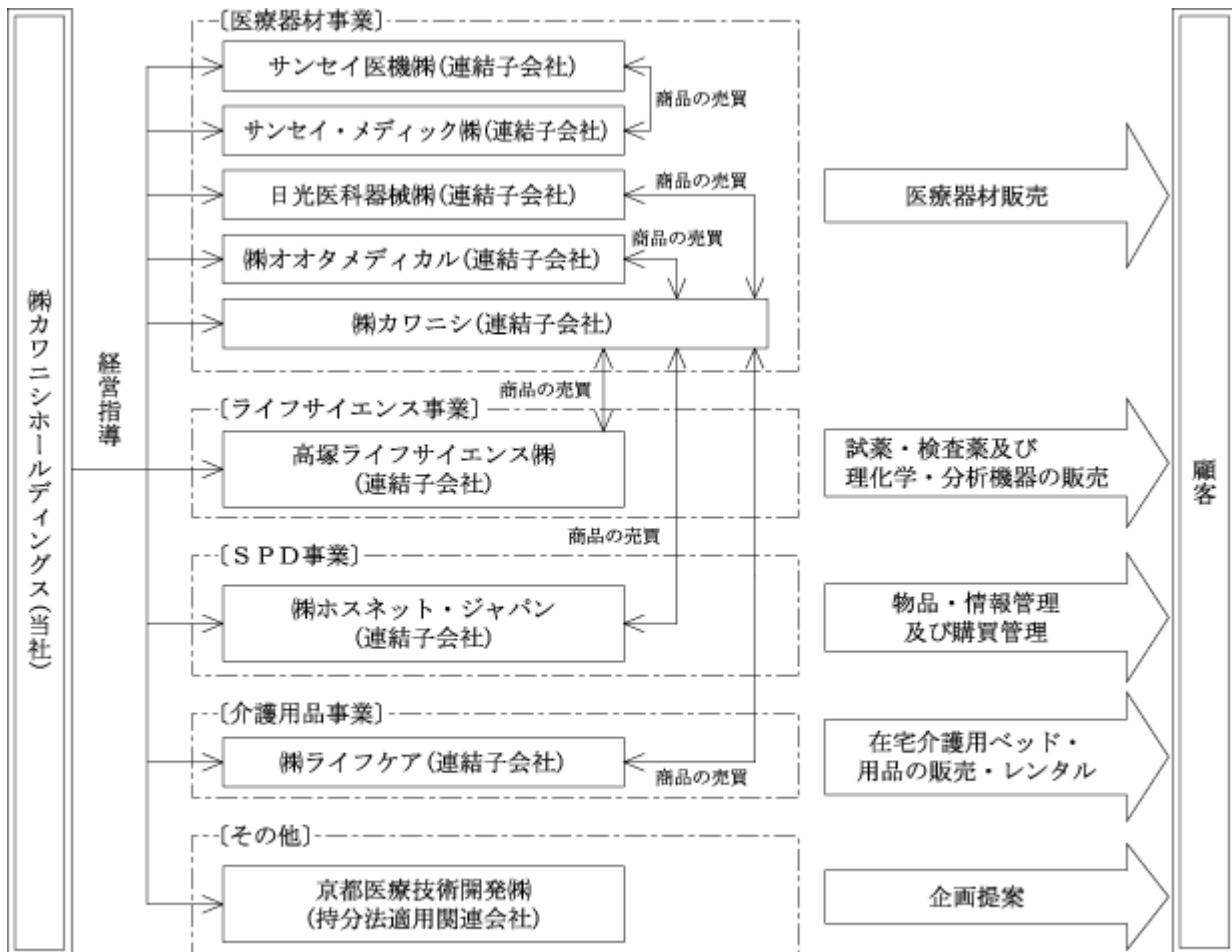 ㈱カワニシホールディングス(当社)
経営指導
〔医療器材事業〕
サンセイ医機㈱(連結子会社)
商品の売買
サンセイ・メディック㈱(連結子会社)
日光医科器械㈱(連結子会社)
商品の売買
㈱オオタメディカル(連結子会社)
商品の売買
㈱カワニシ(連結子会社)
医療器材販売
商品の売買
〔ライフサイエンス事業〕
高塚ライフサイエンス㈱
(連結子会社)
試薬・検査薬及び
理化学・分析機器の販売
商品の売買
〔ＳＰＤ事業〕
㈱ホスネット・ジャパン
(連結子会社)
物品・情報管理
及び購買管理
〔介護用品事業〕
㈱ライフケア(連結子会社)
商品の売買
在宅介護用ベッド・
用品の販売・レンタル
〔その他〕
京都医療技術開発㈱
(持分法適用関連会社)
企画提案
顧客